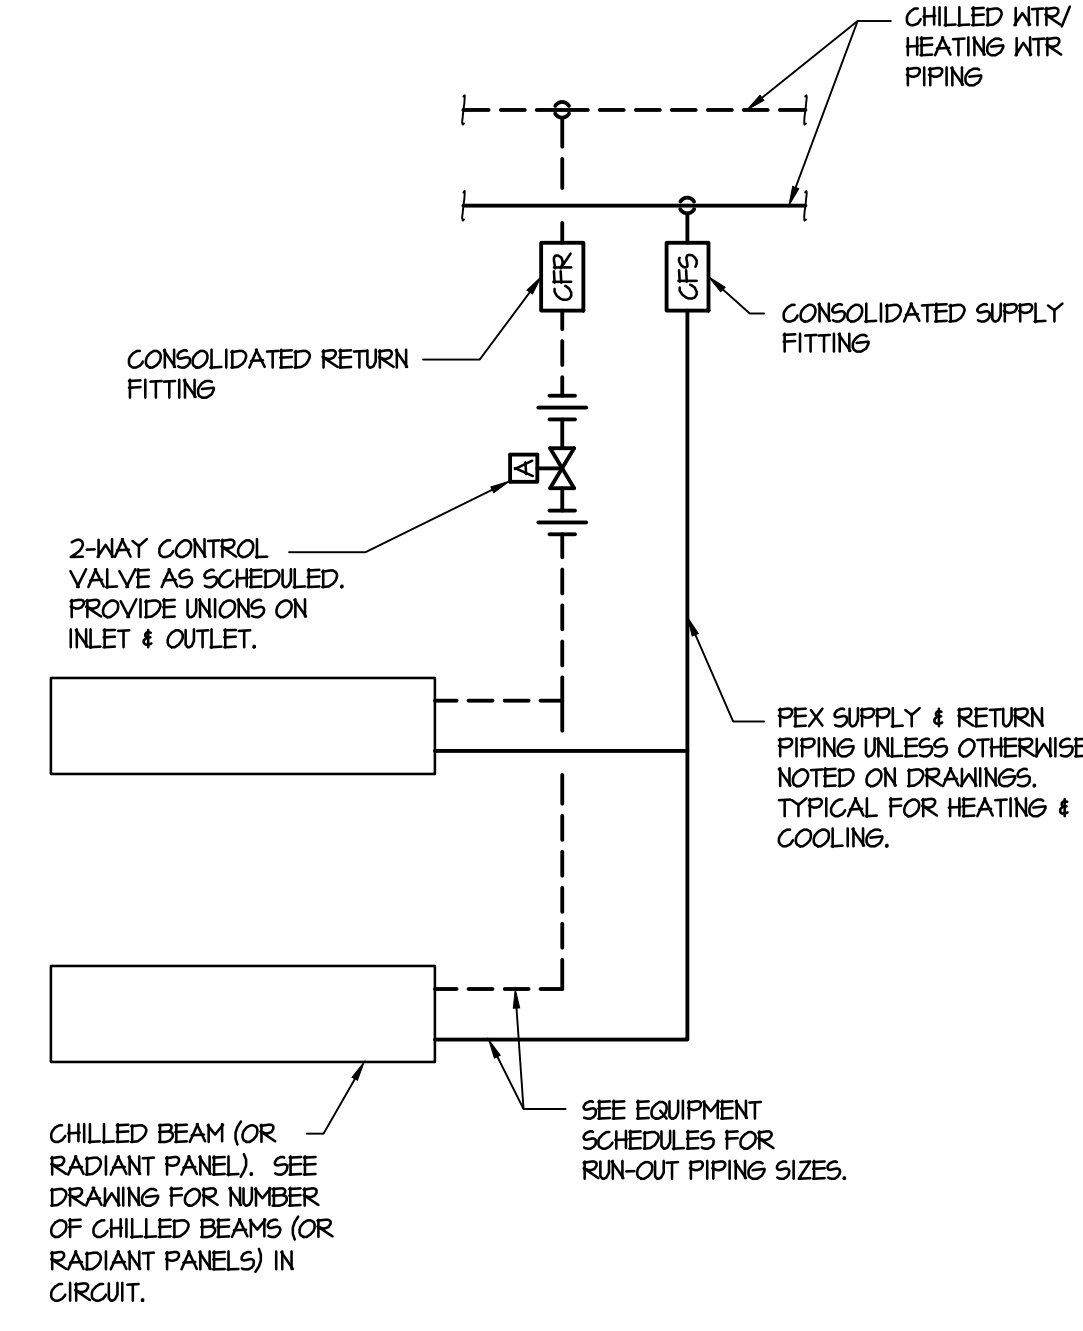 CHILLED WTR/
HEATING WTR
PIPING
CFR
CFS
CONSOLIDATED SUPPLY
FITTING
CONSOLIDATED RETURN
FITTING
A
2-WAY CONTROL
VALVE AS SCHEDULED.
PROVIDE UNIONS ON
INLET & OUTLET.
PEX SUPPLY & RETURN
PIPING UNLESS OTHERWISE
NOTED ON DRAWINGS.
TYPICAL FOR HEATING &
COOLING.
SEE EQUIPMENT
SCHEDULES FOR
RUN-OUT PIPING SIZES.
CHILLED BEAM (OR
RADIANT PANEL). SEE
DRAWING FOR NUMBER
OF CHILLED BEAMS (OR
RADIANT PANELS) IN
CIRCUIT.